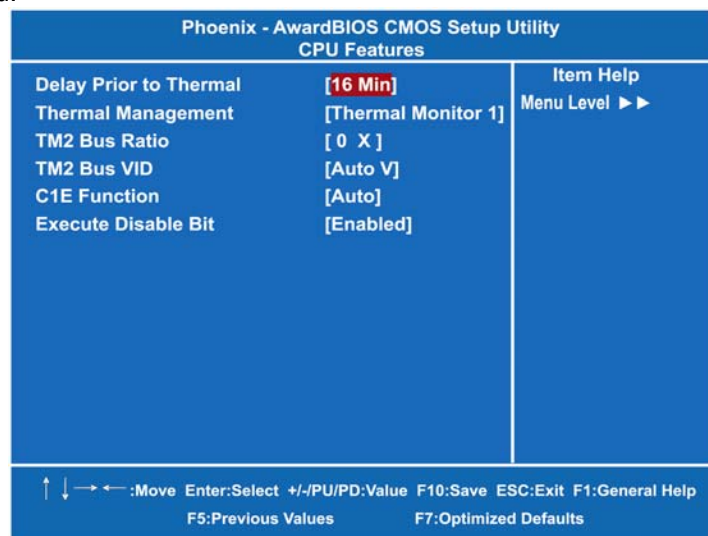 Phoenix - AwardBIOS CMOS Setup Utility
CPU Features
Delay Prior to Thermal [16 Min]
Thermal Management [Thermal Monitor 1]
TM2 Bus Ratio [ 0 X ]
TM2 Bus VID [Auto V]
C1E Function [Auto]
Execute Disable Bit [Enabled]
Item Help
Menu Level ►►
↑ ↓ → ← :Move Enter:Select +/-/PU/PD:Value F10:Save ESC:Exit F1:General Help
F5:Previous Values F7:Optimized Defaults